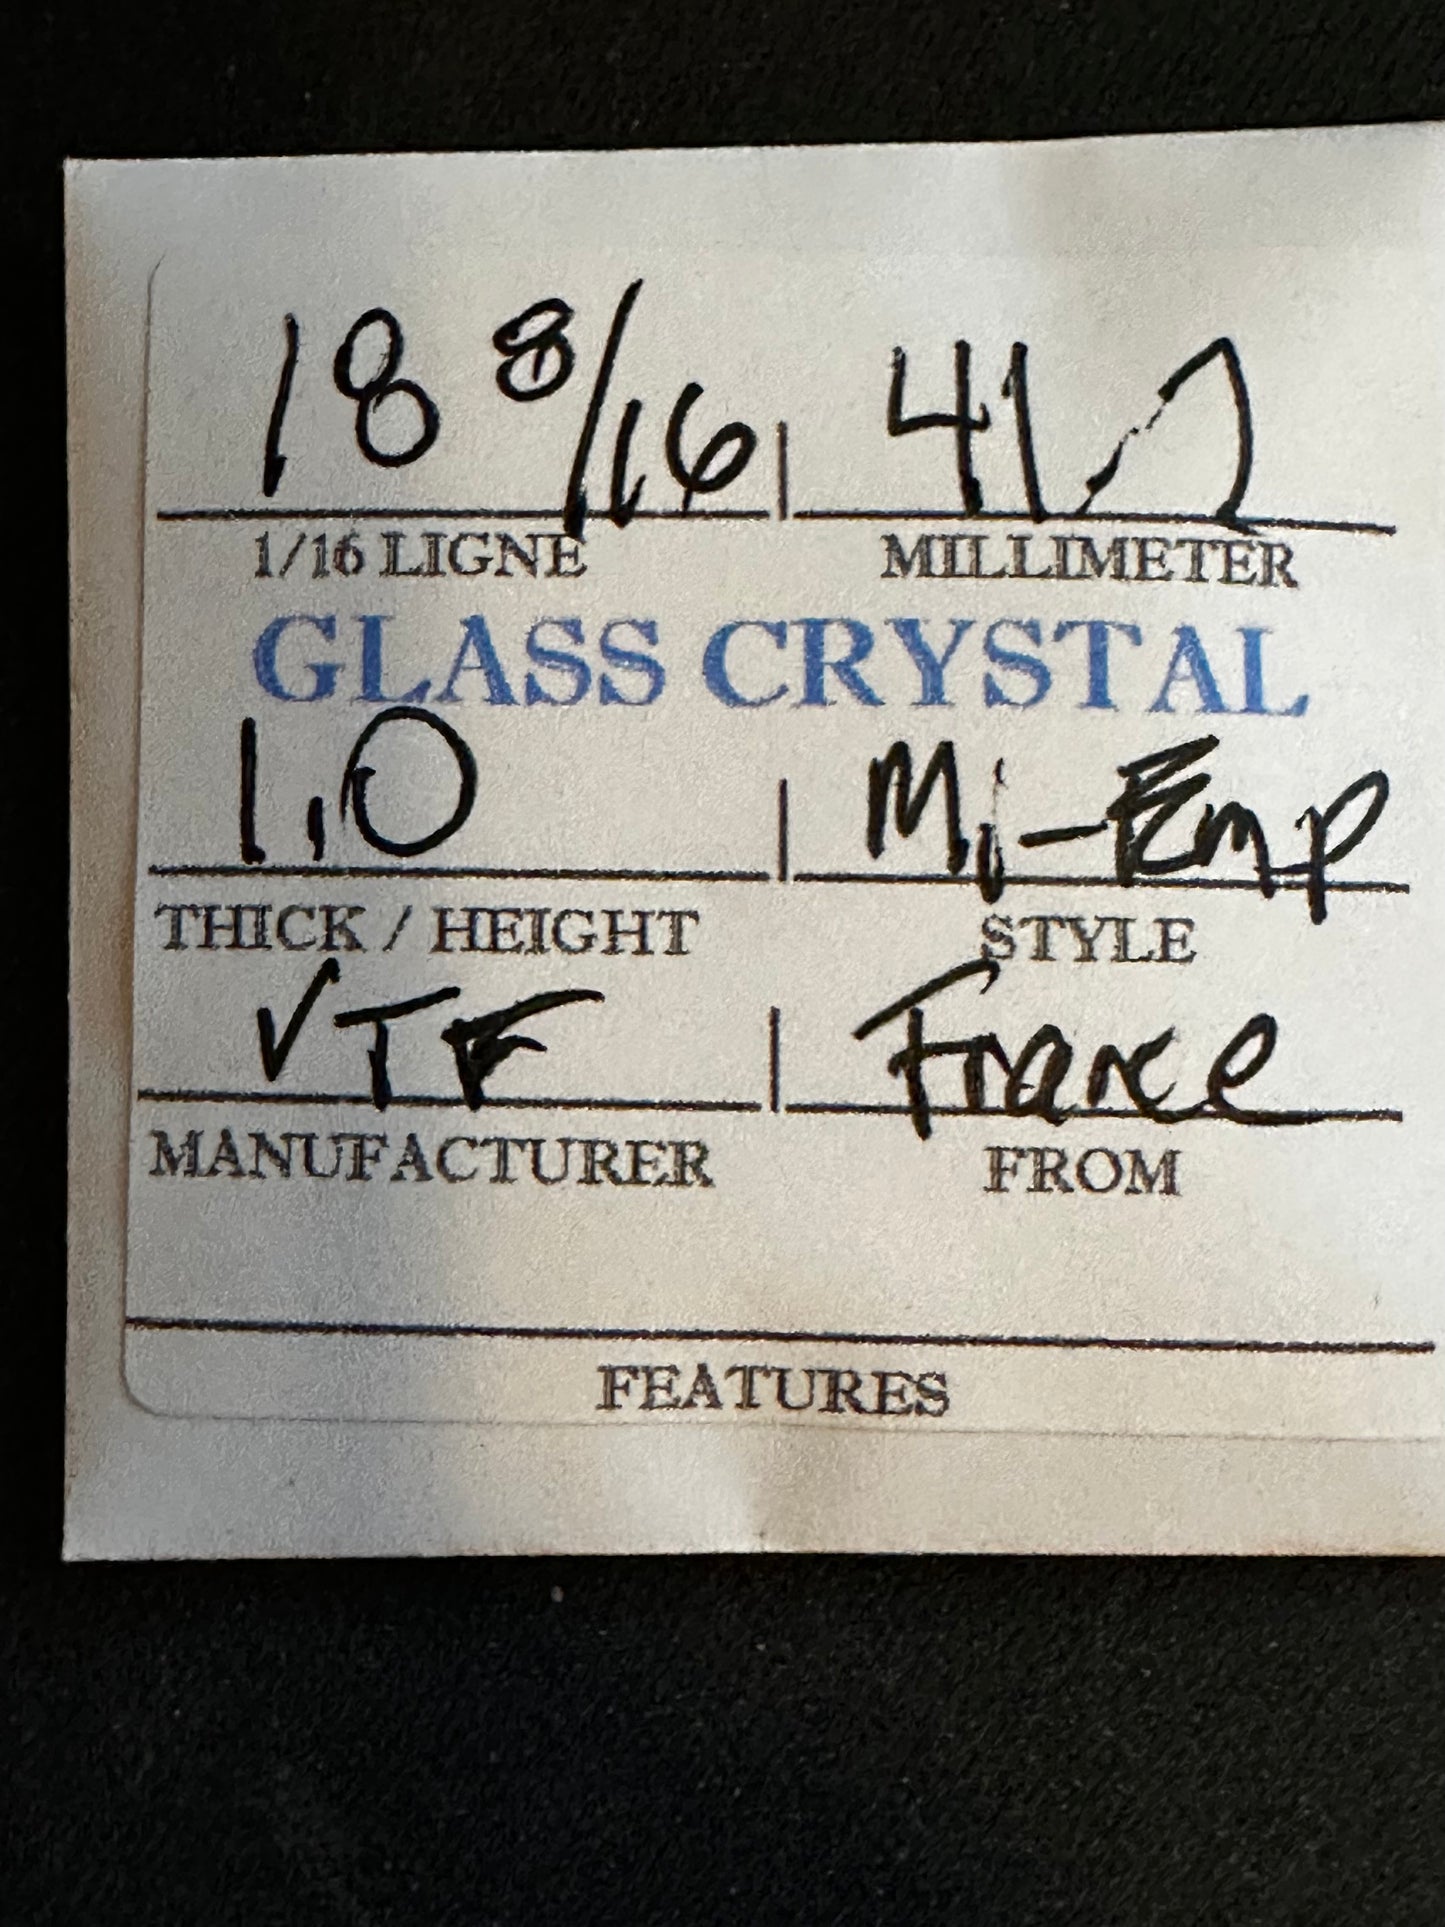 18 8/16 | 41.7
1/16 LIGNE MILLIMETER
GLASS CRYSTAL
1.0 | Mi-Emp
THICK / HEIGHT STYLE
VTF | France
MANUFACTURER FROM
FEATURES